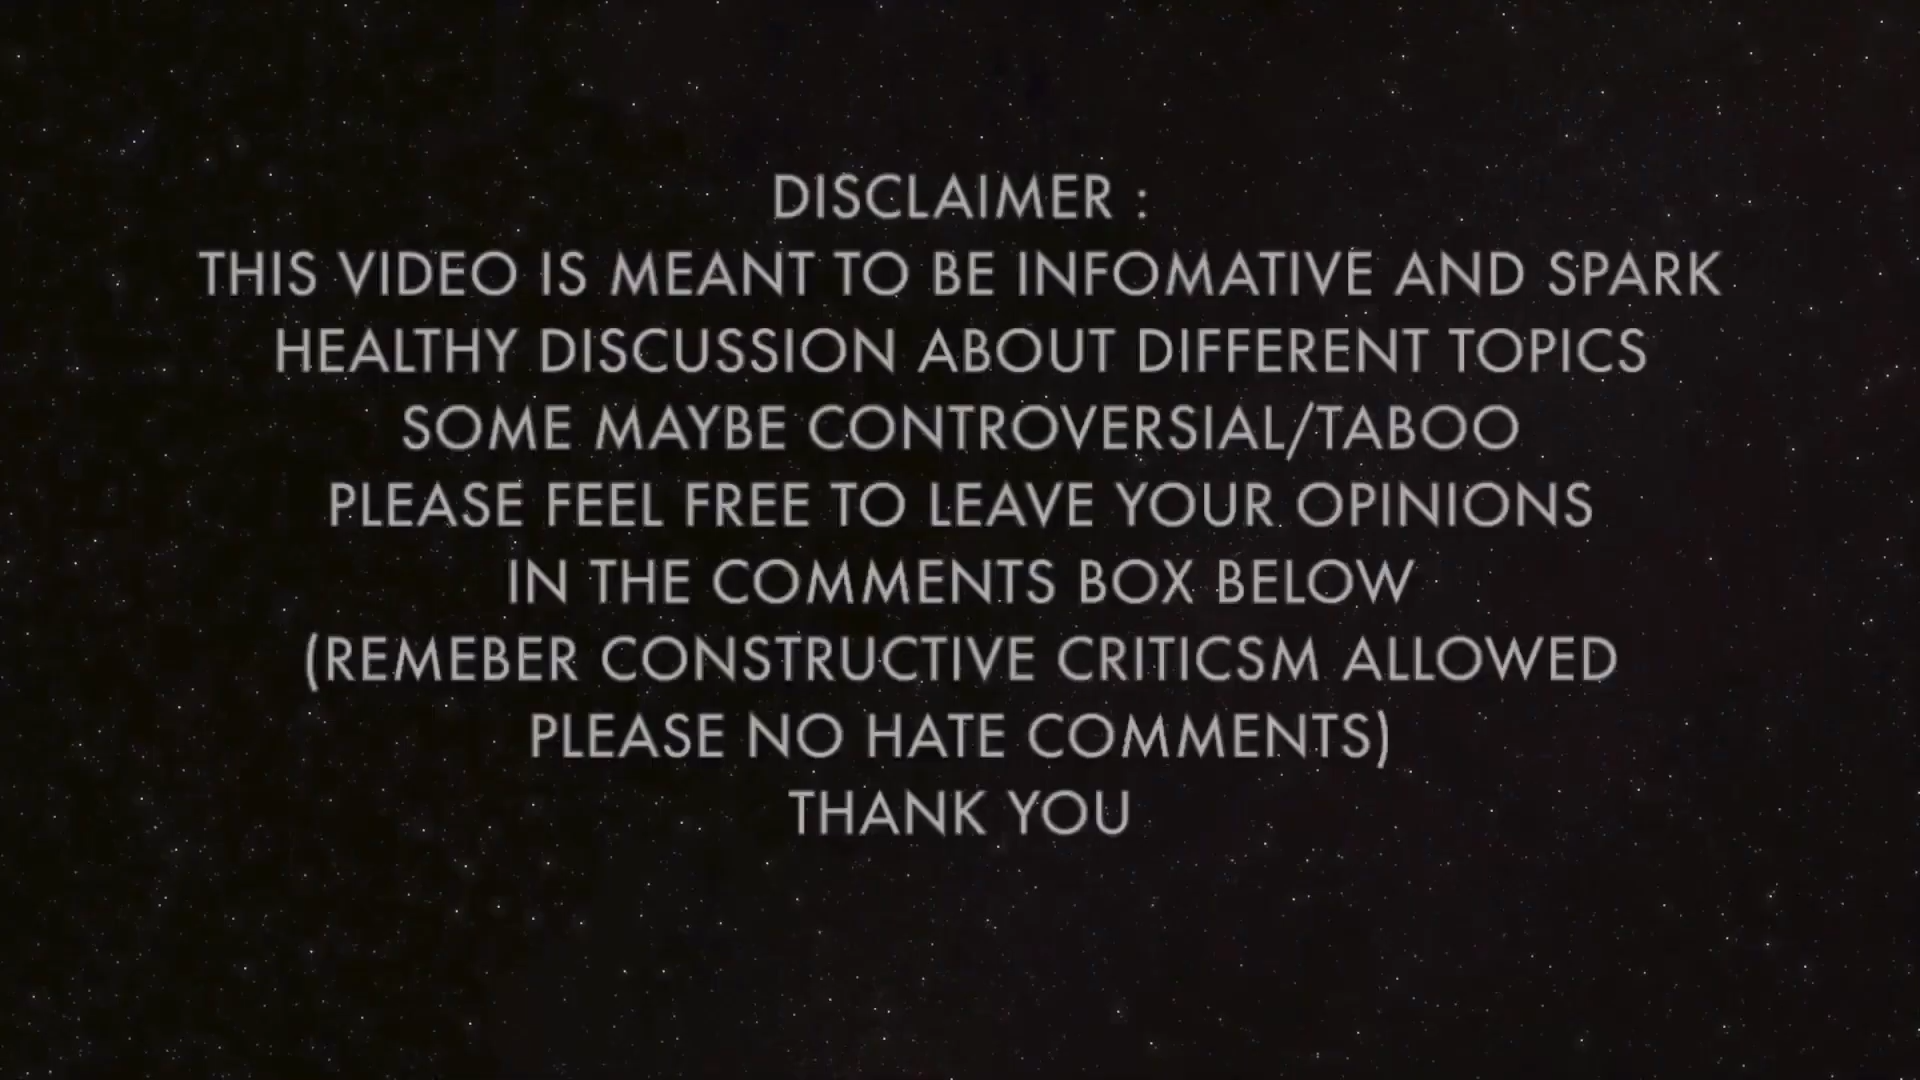 DISCLAIMER :
THIS VIDEO IS MEANT TO BE INFOMATIVE AND SPARK
HEALTHY DISCUSSION ABOUT DIFFERENT TOPICS
SOME MAYBE CONTROVERSIAL/TABOO
PLEASE FEEL FREE TO LEAVE YOUR OPINIONS
IN THE COMMENTS BOX BELOW
(REMEBER CONSTRUCTIVE CRITICSM ALLOWED
PLEASE NO HATE COMMENTS)
THANK YOU